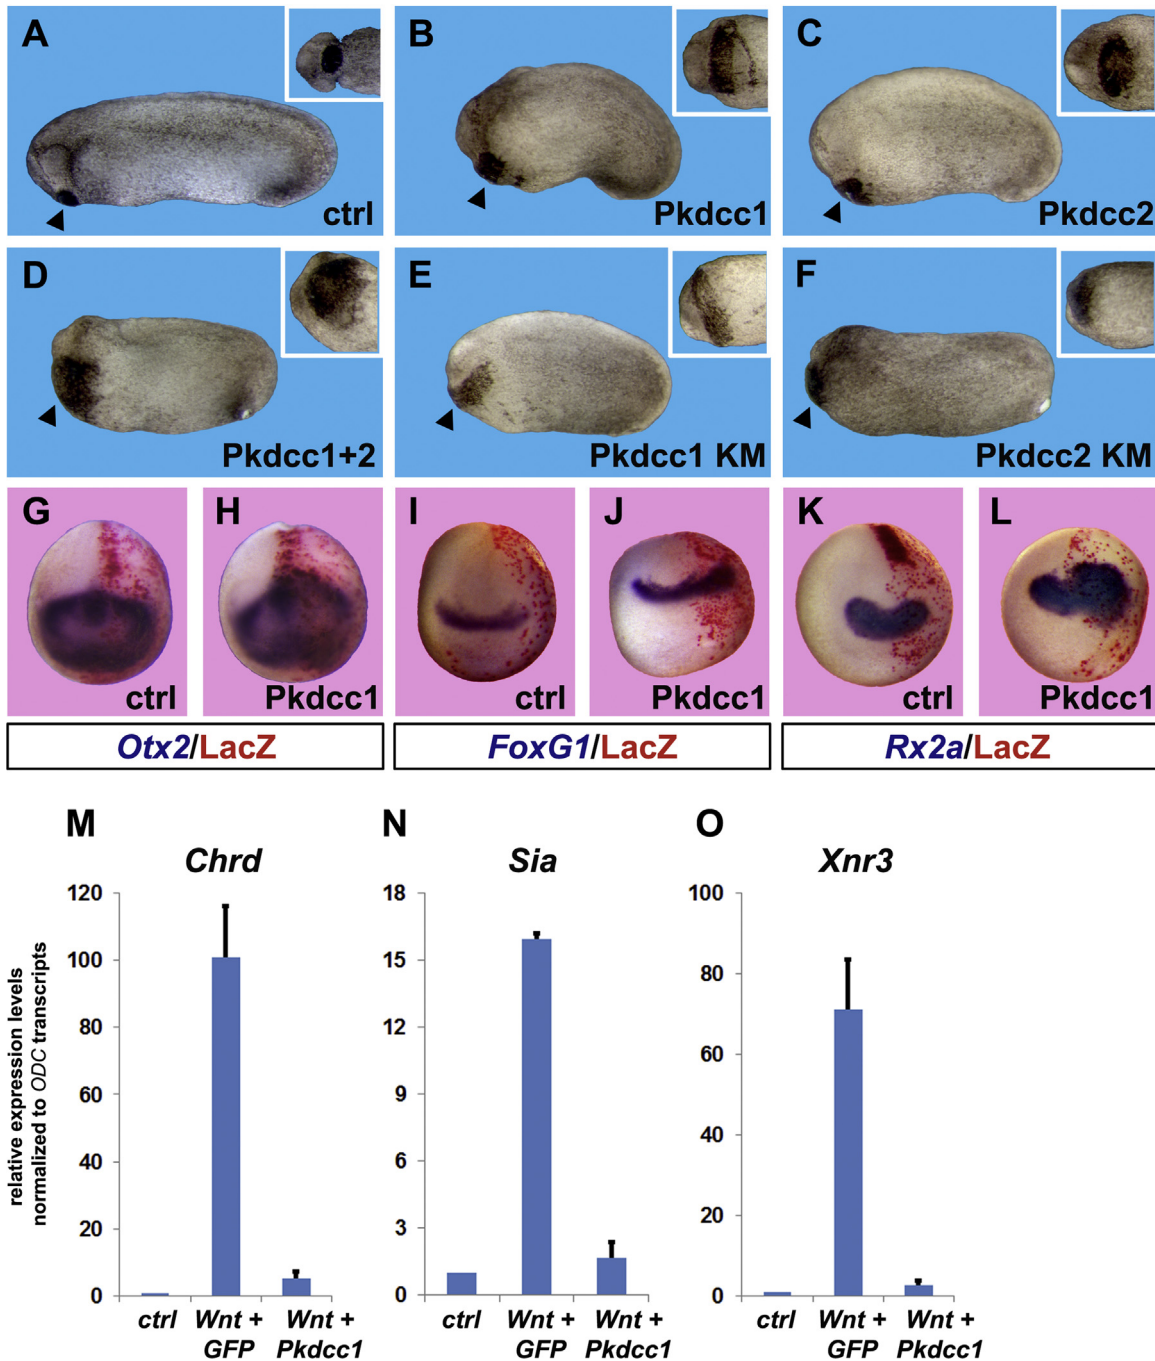 A
ctrl
B
Pkdcc1
C
Pkdcc2
D
Pkdcc1+2
E
Pkdcc1 KM
F
Pkdcc2 KM
G
ctrl
H
Pkdcc1
I
ctrl
J
Pkdcc1
K
ctrl
L
Pkdcc1
Otx2/LacZ
FoxG1/LacZ
Rx2a/LacZ
relative expression levels
normalized to ODC transcripts
M
Chrd
120
100
80
60
40
20
0
ctrl
Wnt +
GFP
Wnt +
Pkdcc1
N
Sia
18
15
12
9
6
3
0
ctrl
Wnt +
GFP
Wnt +
Pkdcc1
O
Xnr3
100
80
60
40
20
0
ctrl
Wnt +
GFP
Wnt +
Pkdcc1